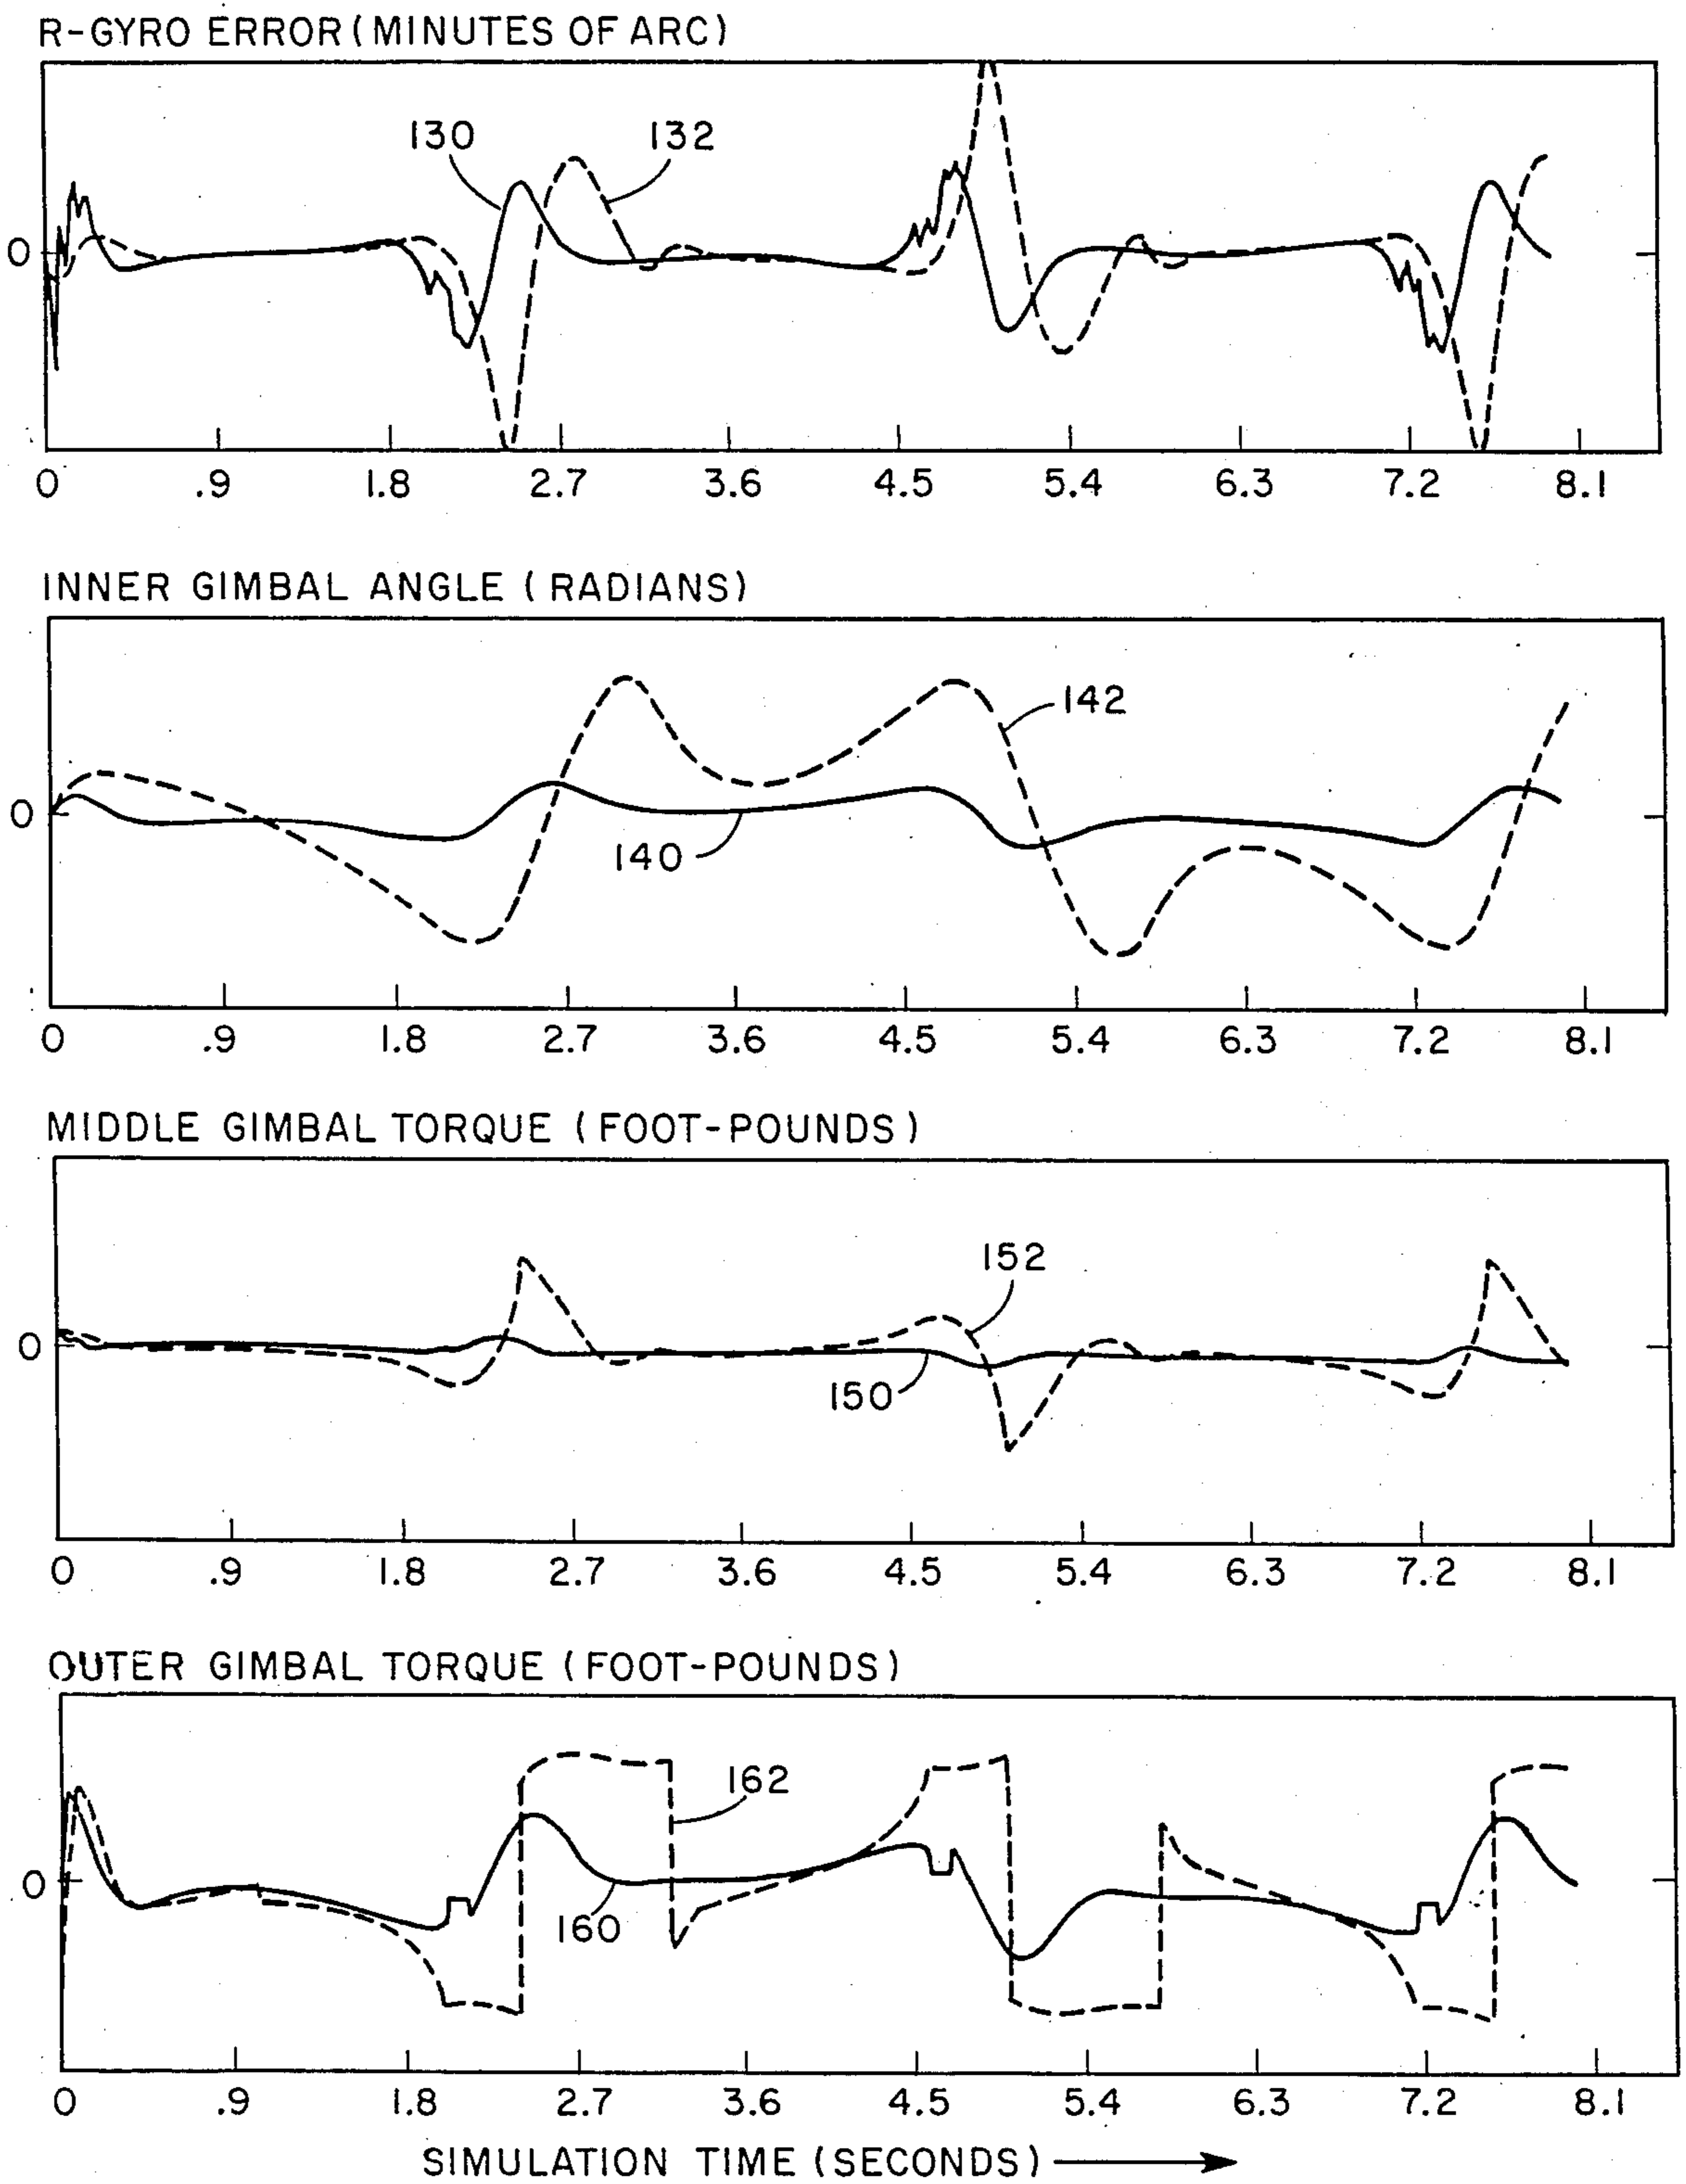 R-GYRO ERROR (MINUTES OF ARC)
130
132
0
0 .9 1.8 2.7 3.6 4.5 5.4 6.3 7.2 8.1
INNER GIMBAL ANGLE (RADIANS)
142
0
140
0 .9 1.8 2.7 3.6 4.5 5.4 6.3 7.2 8.1
MIDDLE GIMBAL TORQUE (FOOT-POUNDS)
152
0
150
0 .9 1.8 2.7 3.6 4.5 5.4 6.3 7.2 8.1
OUTER GIMBAL TORQUE (FOOT-POUNDS)
162
0
160
0 .9 1.8 2.7 3.6 4.5 5.4 6.3 7.2 8.1
SIMULATION TIME (SECONDS)